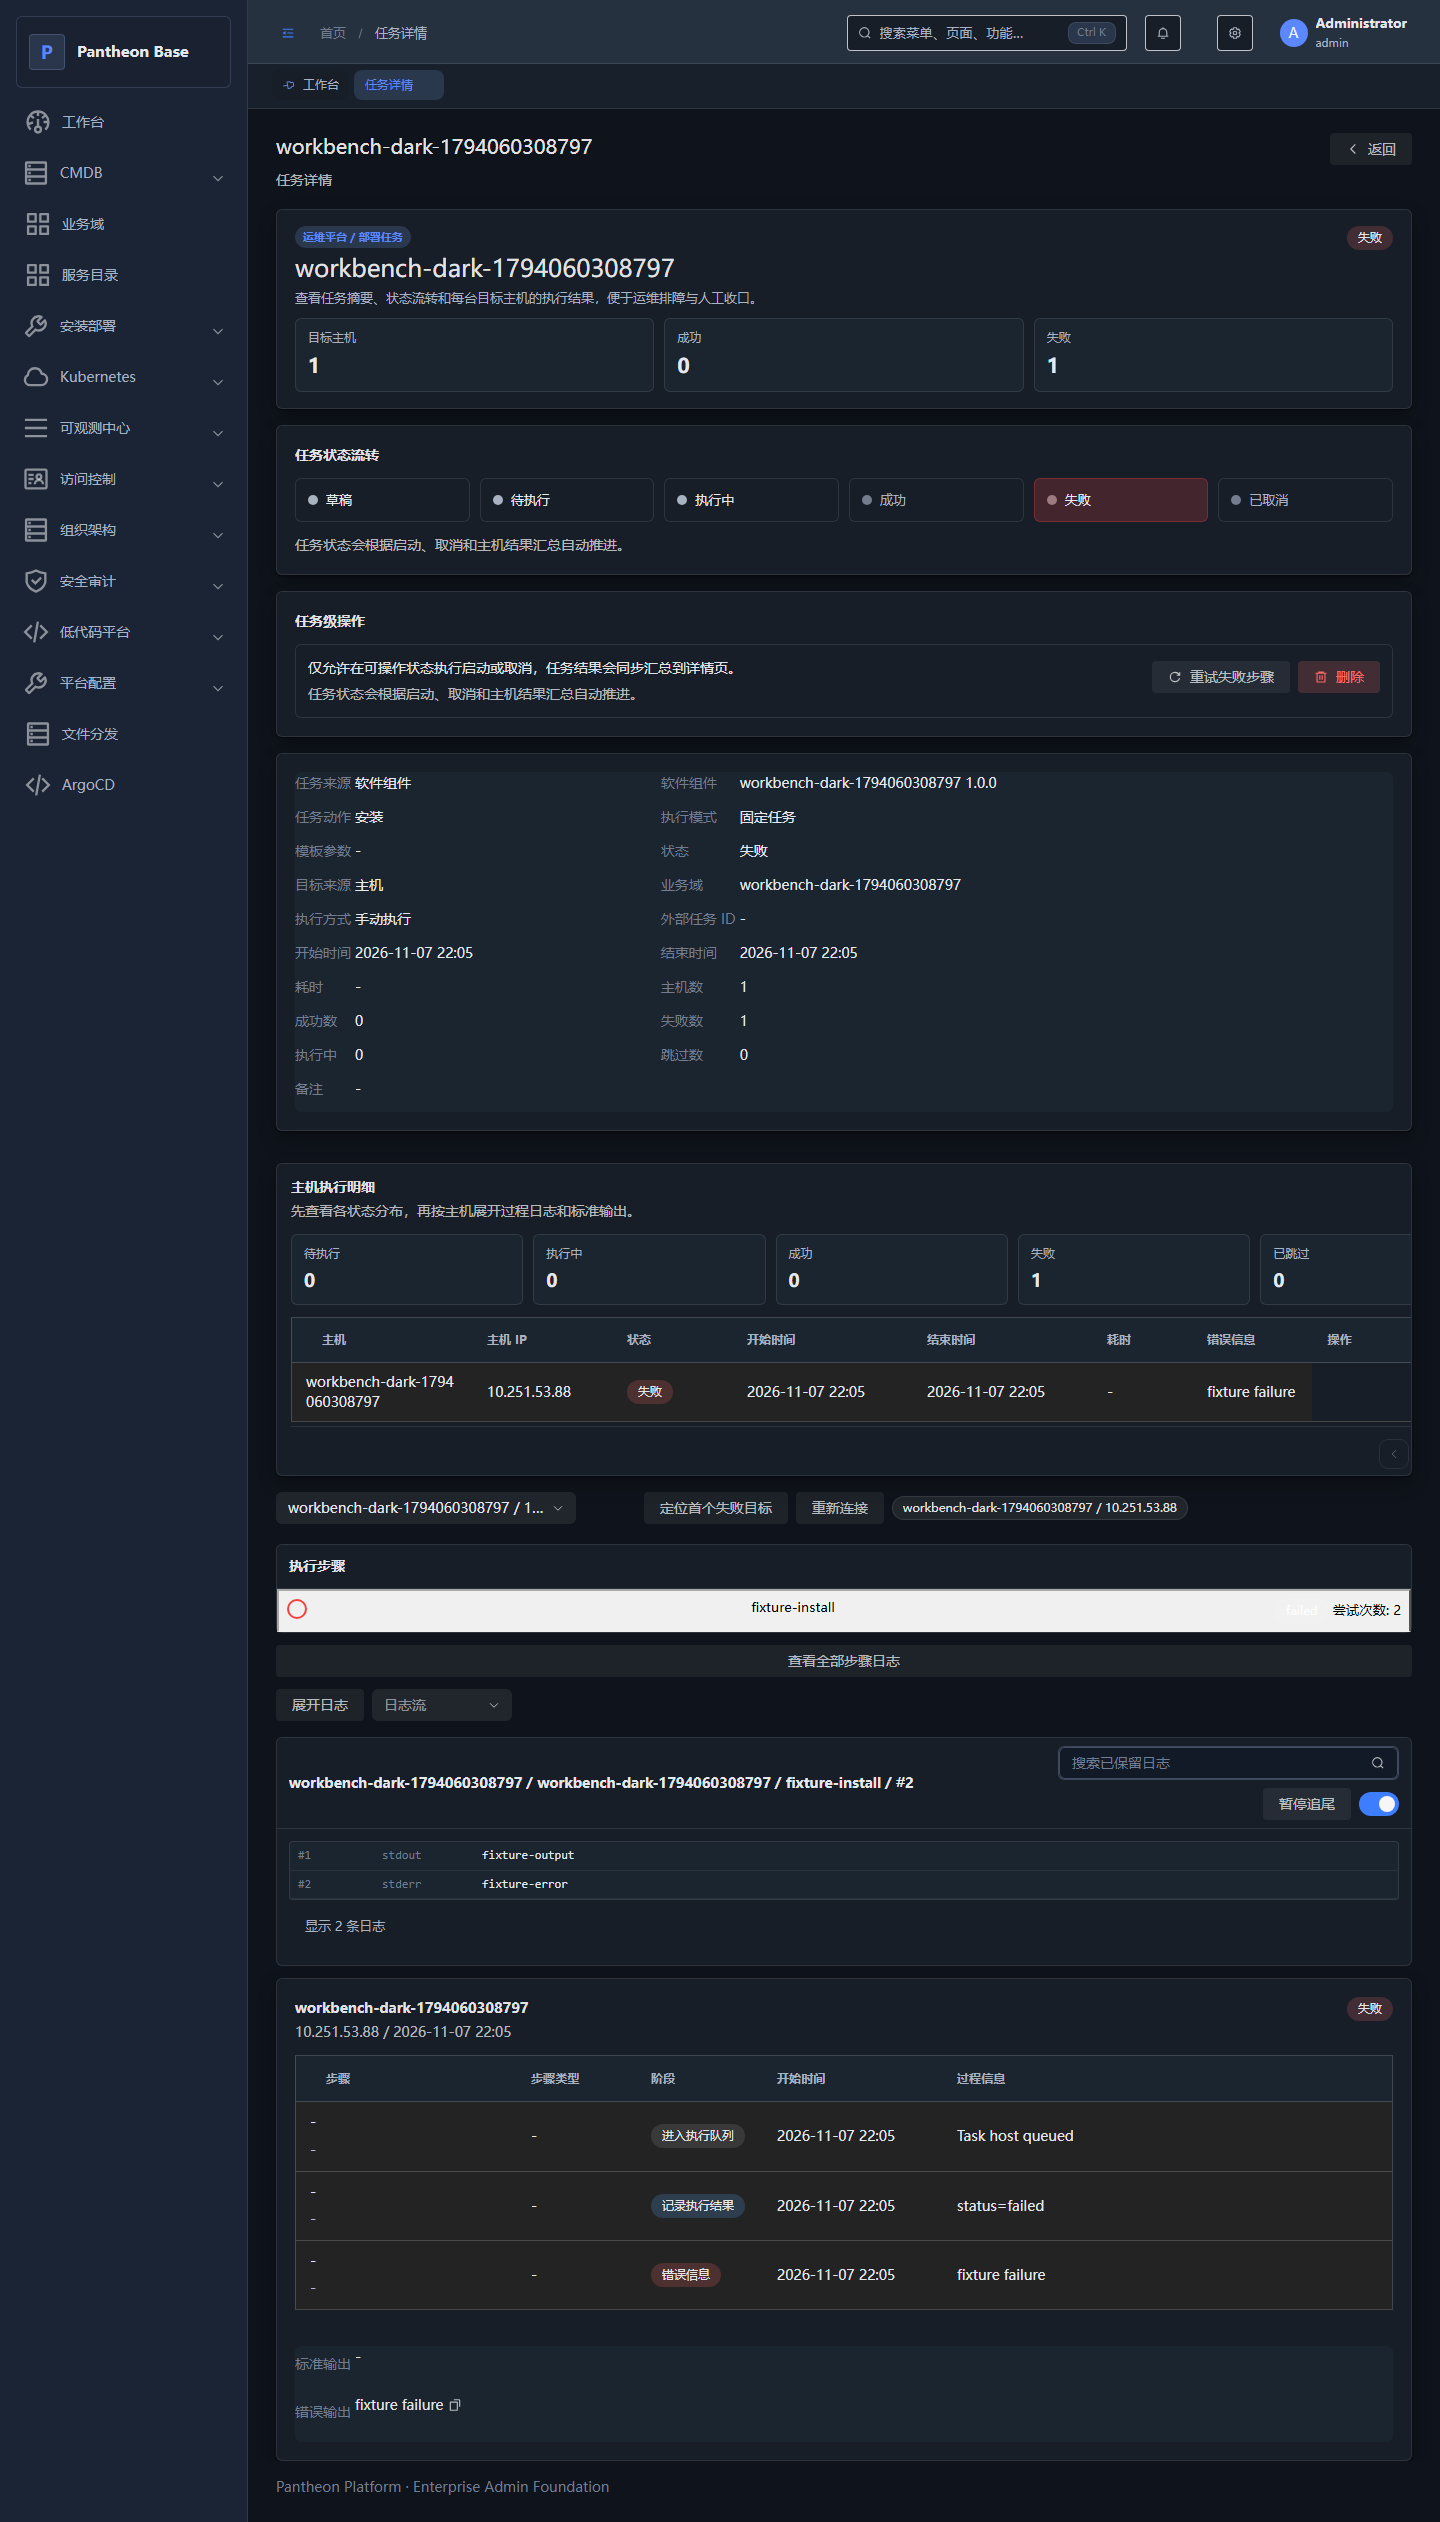 P Pantheon Base
工作台
CMDB
业务域
服务目录
安装部署
Kubernetes
可观测中心
访问控制
组织架构
安全审计
低代码平台
平台配置
文件分发
ArgoCD
首页 / 任务详情
搜索菜单、页面、功能... Ctrl K
A Administrator
admin
工作台 任务详情
workbench-dark-1794060308797
任务详情
返回
运维平台 / 部署任务
失败
workbench-dark-1794060308797
查看任务摘要、状态流转和每台目标主机的执行结果，便于运维排障与人工收口。
目标主机 成功 失败
1 0 1
任务状态流转
草稿 待执行 执行中 成功 失败 已取消
任务状态会根据启动、取消和主机结果汇总自动推进。
任务级操作
仅允许在可操作状态执行启动或取消，任务结果会同步汇总到详情页。
任务状态会根据启动、取消和主机结果汇总自动推进。
重试失败步骤 删除
任务来源 软件组件 软件组件 workbench-dark-1794060308797 1.0.0
任务动作 安装 执行模式 固定任务
模板参数 - 状态 失败
目标来源 主机 业务域 workbench-dark-1794060308797
执行方式 手动执行 外部任务 ID -
开始时间 2026-11-07 22:05 结束时间 2026-11-07 22:05
耗时 - 主机数 1
成功数 0 失败数 1
执行中 0 跳过数 0
备注 -
主机执行明细
先查看各状态分布，再按主机展开过程日志和标准输出。
待执行 执行中 成功 失败 已跳过
0 0 0 1 0
主机 主机 IP 状态 开始时间 结束时间 耗时 错误信息 操作
workbench-dark-1794
060308797 10.251.53.88 失败 2026-11-07 22:05 2026-11-07 22:05 - fixture failure
workbench-dark-1794060308797 / 1... 定位首个失败目标 重新连接 workbench-dark-1794060308797 / 10.251.53.88
执行步骤
fixture-install failed 尝试次数: 2
查看全部步骤日志
展开日志 日志流
搜索已保留日志
workbench-dark-1794060308797 / workbench-dark-1794060308797 / fixture-install / #2
暂停追尾
#1 stdout fixture-output
#2 stderr fixture-error
显示 2 条日志
workbench-dark-1794060308797 失败
10.251.53.88 / 2026-11-07 22:05
步骤 步骤类型 阶段 开始时间 过程信息
-
- - 进入执行队列 2026-11-07 22:05 Task host queued
-
- - 记录执行结果 2026-11-07 22:05 status=failed
-
- - 错误信息 2026-11-07 22:05 fixture failure
标准输出 -
错误输出 fixture failure
Pantheon Platform · Enterprise Admin Foundation